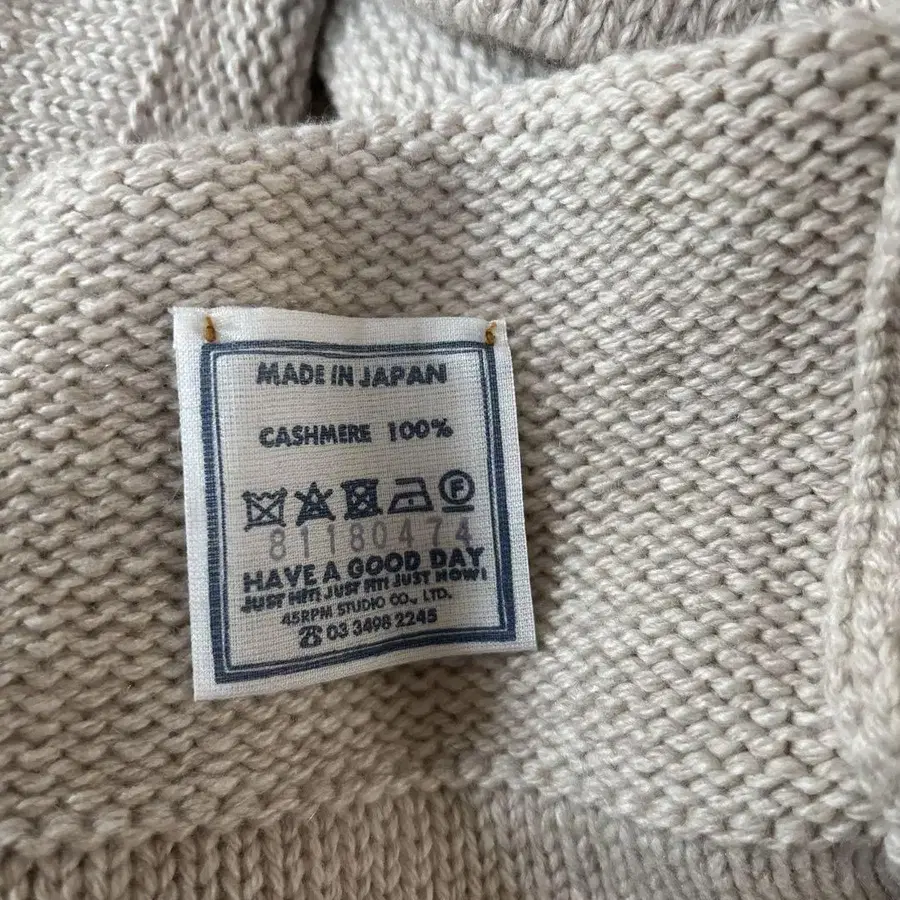 MADE IN JAPAN
CASHMERE 100%
F
81180474
HAVE A GOOD DAY
JUST HIT! JUST FIT! JUST NOW!
45RPM STUDIO CO., LTD.
☎ 03 3498 2245